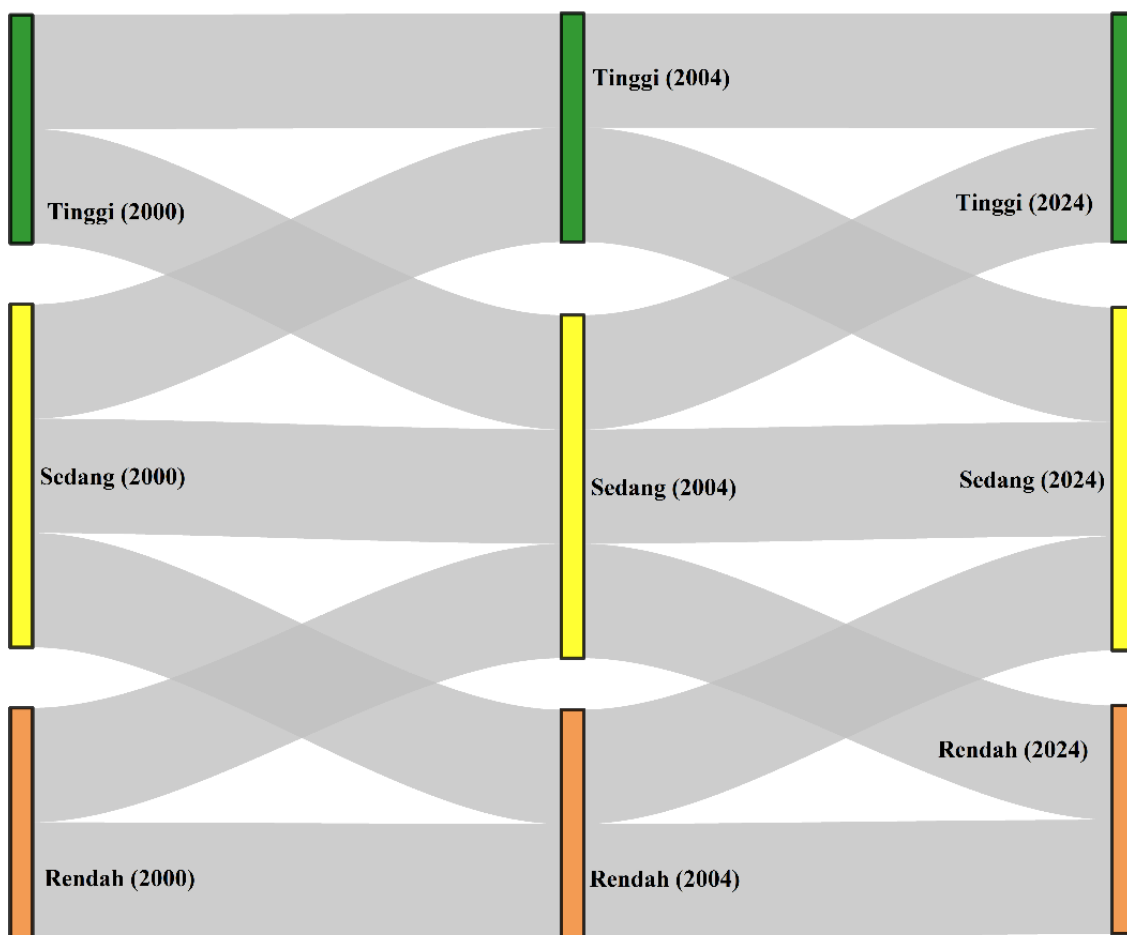 Tinggi (2000)
Sedang (2000)
Rendah (2000)
Tinggi (2004)
Sedang (2004)
Rendah (2004)
Tinggi (2024)
Sedang (2024)
Rendah (2024)